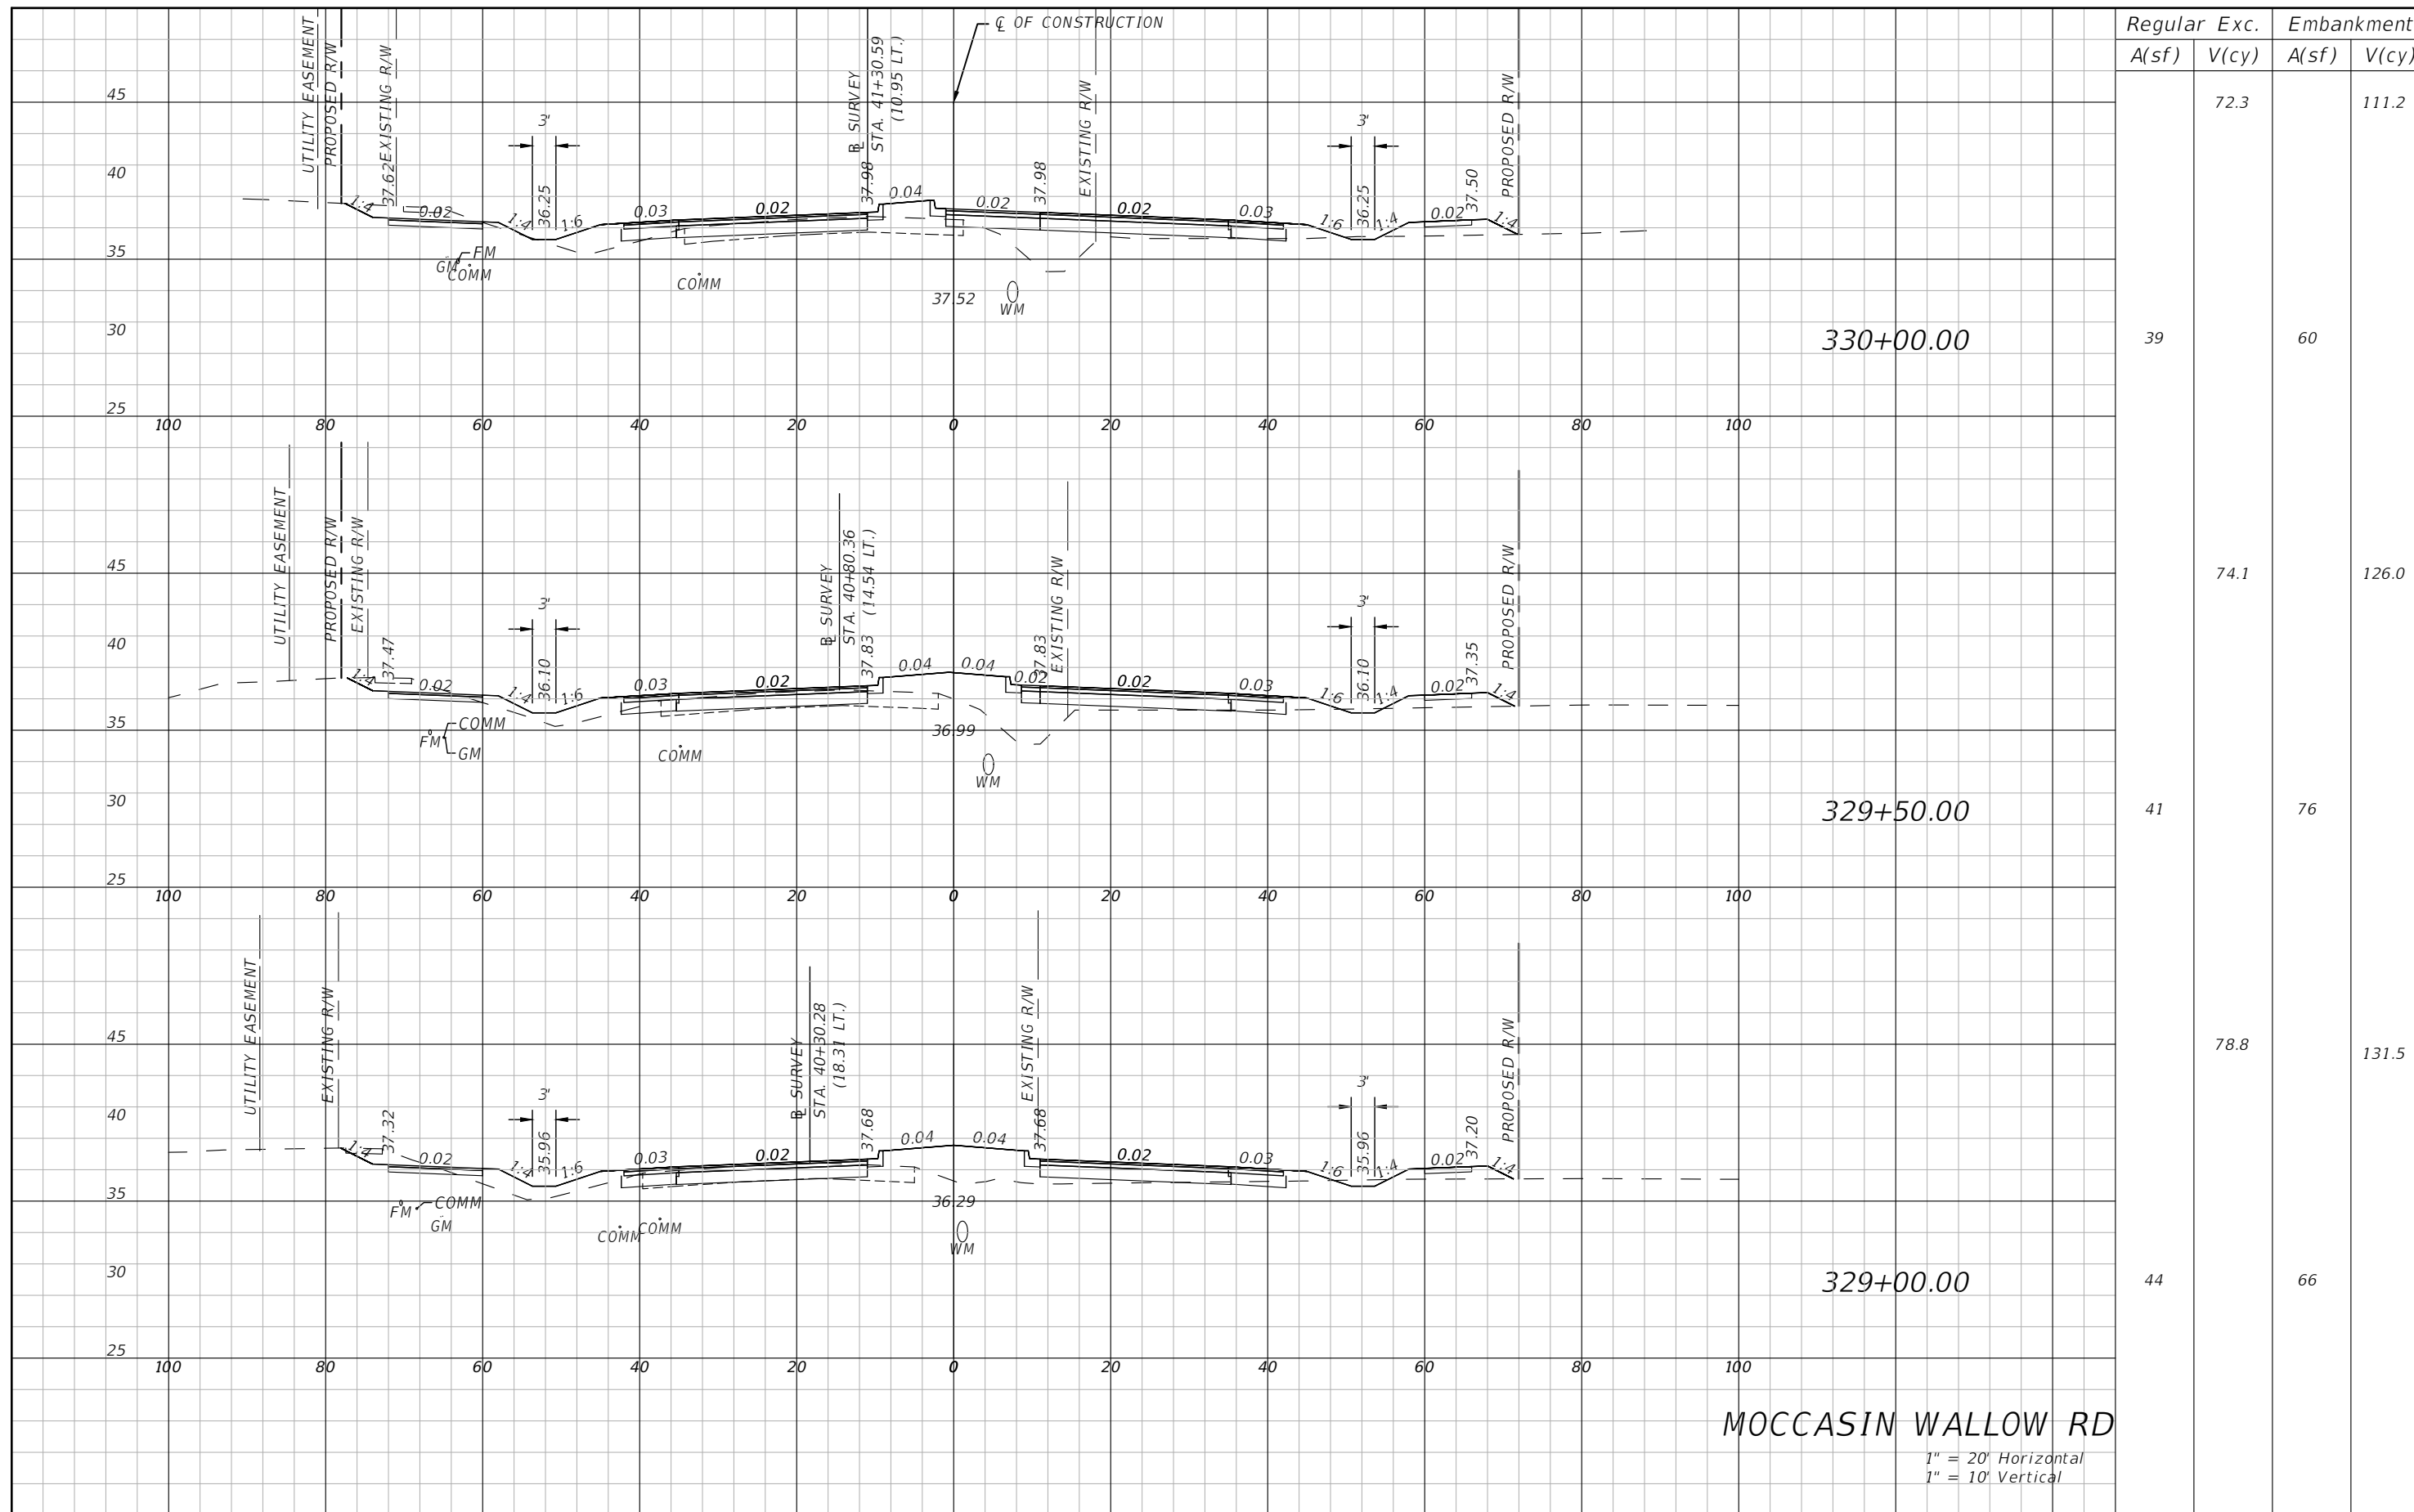 Regular Exc. Embankment
A(sf) V(cy) A(sf) V(cy)
72.3 111.2
℄ OF CONSTRUCTION
UTILITY EASEMENT
PROPOSED R/W
EXISTING R/W
37.62
℄ SURVEY
STA. 41+30.59
(10.95 LT.)
EXISTING R/W
PROPOSED R/W
3' 3'
45
40
35
30
25
1:4 0.02 1:4 36.25 1:6 0.03 0.02 37.98 0.04 0.02 37.98 0.02 0.03 1:6 36.25 1:4 0.02 37.50 1:4
FM
GM
COMM
COMM
37.52
WM
330+00.00
39 60
100 80 60 40 20 0 20 40 60 80 100
74.1 126.0
UTILITY EASEMENT
PROPOSED R/W
EXISTING R/W
37.47
℄ SURVEY
STA. 40+80.36
(14.54 LT.)
EXISTING R/W
PROPOSED R/W
3' 3'
45
40
35
30
25
1:4 0.02 1:4 36.10 1:6 0.03 0.02 37.83 0.04 0.04 0.02 37.83 0.02 0.03 1:6 36.10 1:4 0.02 37.35 1:4
COMM
FM
GM
COMM
36.99
WM
329+50.00
41 76
100 80 60 40 20 0 20 40 60 80 100
78.8 131.5
UTILITY EASEMENT
EXISTING R/W
37.32
℄ SURVEY
STA. 40+30.28
(18.31 LT.)
EXISTING R/W
PROPOSED R/W
3' 3'
45
40
35
30
25
1:4 0.02 1:4 35.96 1:6 0.03 0.02 37.68 0.04 0.04 37.68 0.02 0.03 1:6 35.96 1:4 0.02 37.20 1:4
COMM
FM
GM
COMM COMM
36.29
WM
329+00.00
44 66
100 80 60 40 20 0 20 40 60 80 100
MOCCASIN WALLOW RD
1" = 20' Horizontal
1" = 10' Vertical